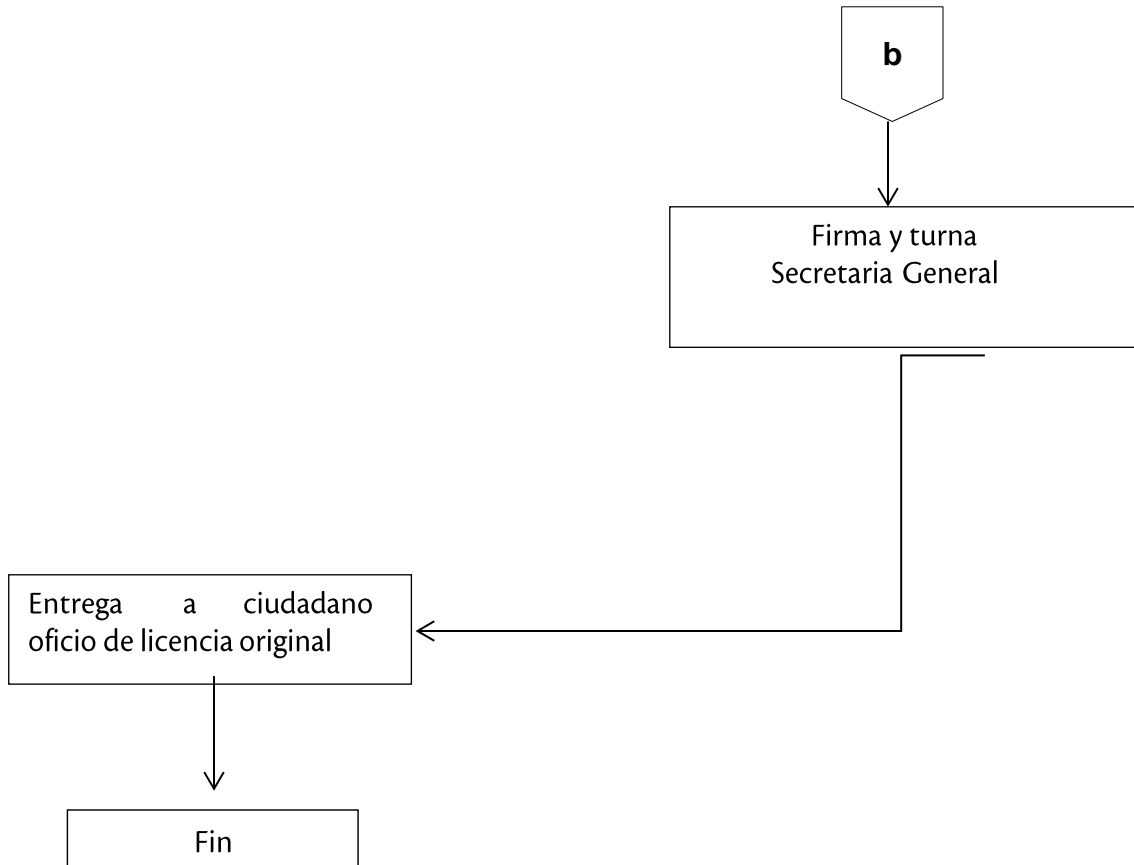 b
Firma y turna
Secretaria General
Entrega a ciudadano
oficio de licencia original
Fin